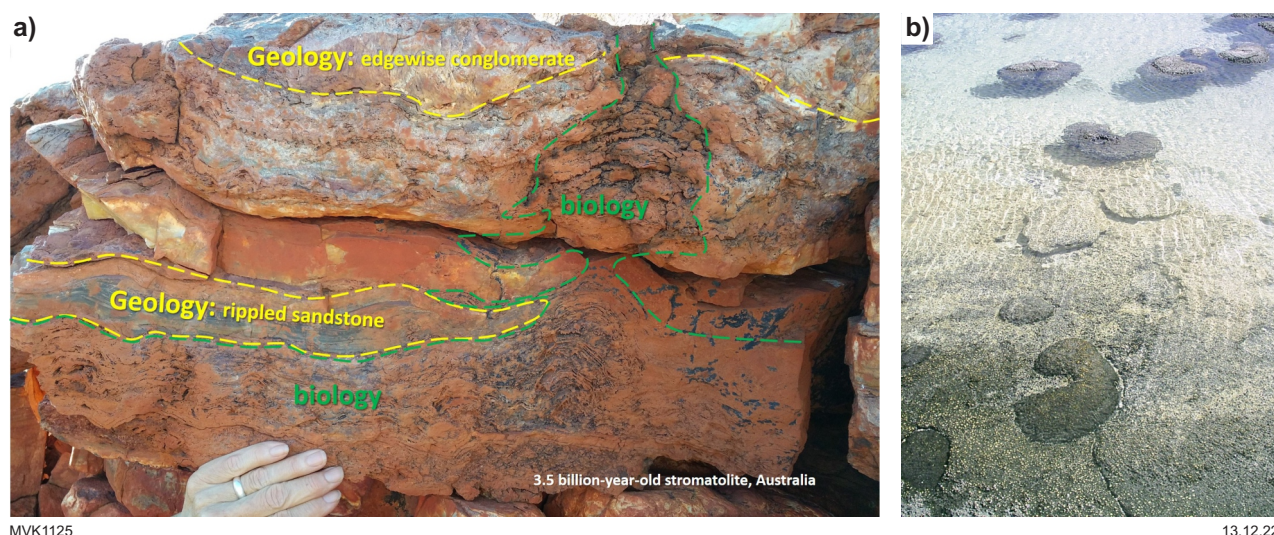 a)
Geology: edgewise conglomerate
biology
Geology: rippled sandstone
biology
3.5 billion-year-old stromatolite, Australia
b)
MVK1125
13.12.22